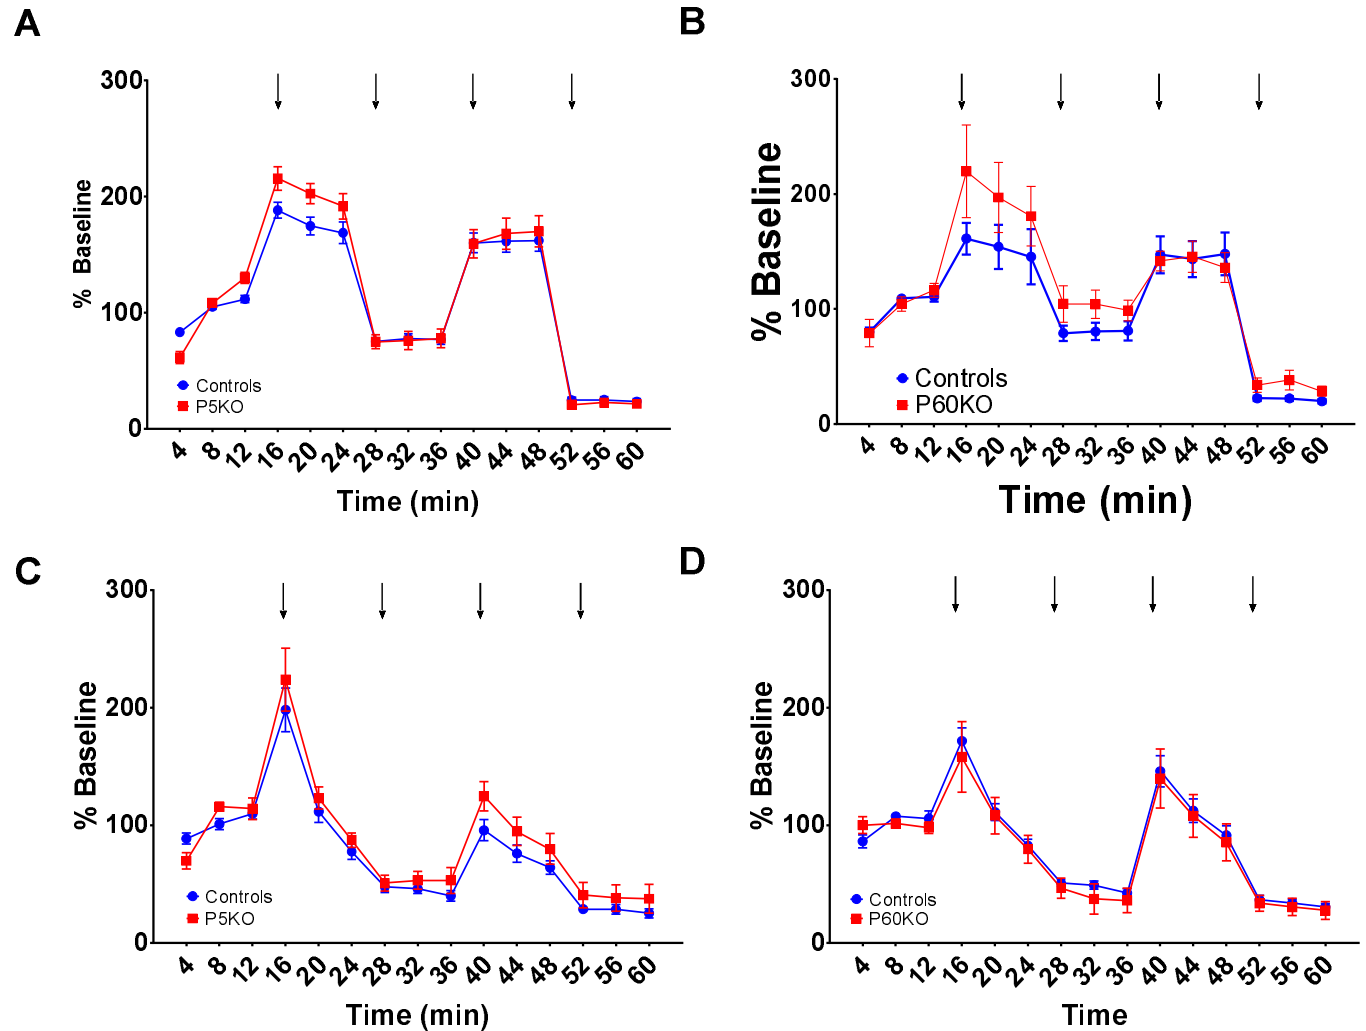 A
300
200
100
0
% Baseline
Controls
P5KO
4 8 12 16 20 24 28 32 36 40 44 48 52 56 60
Time (min)
B
300
200
100
0
% Baseline
Controls
P60KO
4 8 12 16 20 24 28 32 36 40 44 48 52 56 60
Time (min)
C
300
200
100
0
% Baseline
Controls
P5KO
4 8 12 16 20 24 28 32 36 40 44 48 52 56 60
Time (min)
D
300
200
100
0
% Baseline
Controls
P60KO
4 8 12 16 20 24 28 32 36 40 44 48 52 56 60
Time